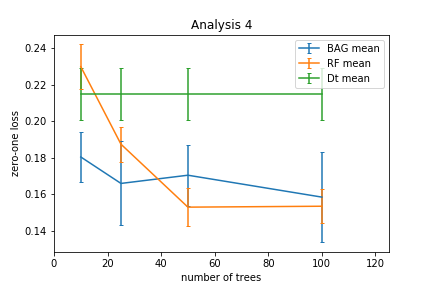 Analysis 4
BAG mean
RF mean
Dt mean
zero-one loss
0.24
0.22
0.20
0.18
0.16
0.14
0 20 40 60 80 100 120
number of trees